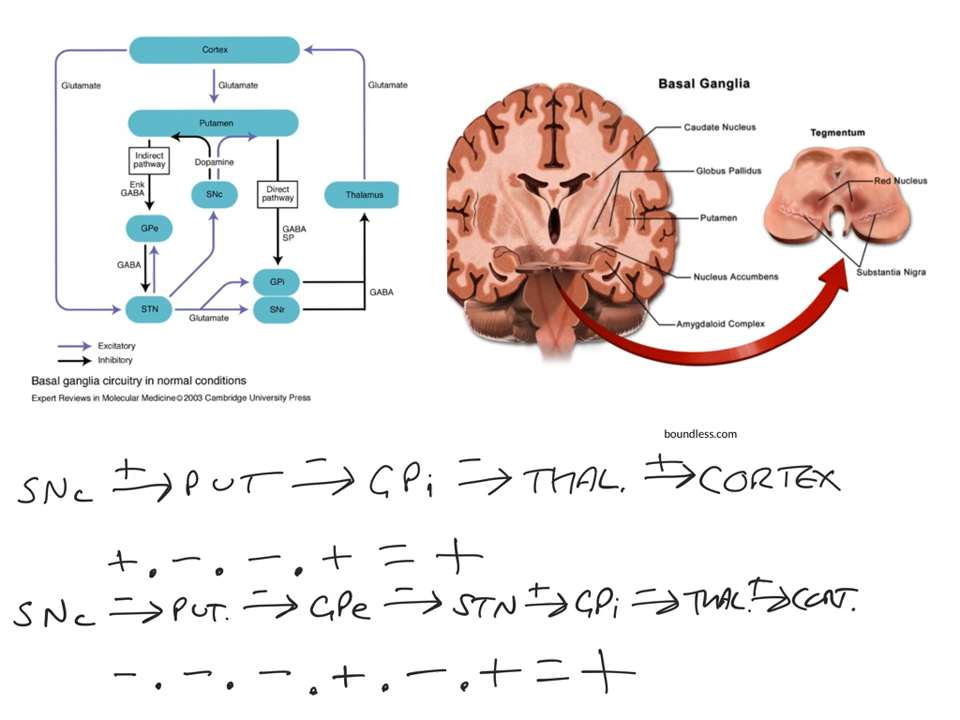 Cortex
Glutamate
Glutamate
Glutamate
Putamen
Indirect
pathway
Dopamine
Enk
GABA
SNc
Direct
pathway
Thalamus
GPe
GABA
SP
GABA
GPi
GABA
STN
SNr
Glutamate
Excitatory
Inhibitory
Basal ganglia circuitry in normal conditions
Expert Reviews in Molecular Medicine©2003 Cambridge University Press
Basal Ganglia
Caudate Nucleus
Globus Pallidus
Putamen
Nucleus Accumbens
Amygdaloid Complex
Tegmentum
Red Nucleus
Substantia Nigra
boundless.com
SNc +→ PUT -→ GPi -→ THAL. +→ CORTEX
+ . - . - . + = +
SNc -→ PUT. -→ GPe -→ STN +→ GPi -→ THAL. +→ CORT.
- . - . - . + . - . + = +